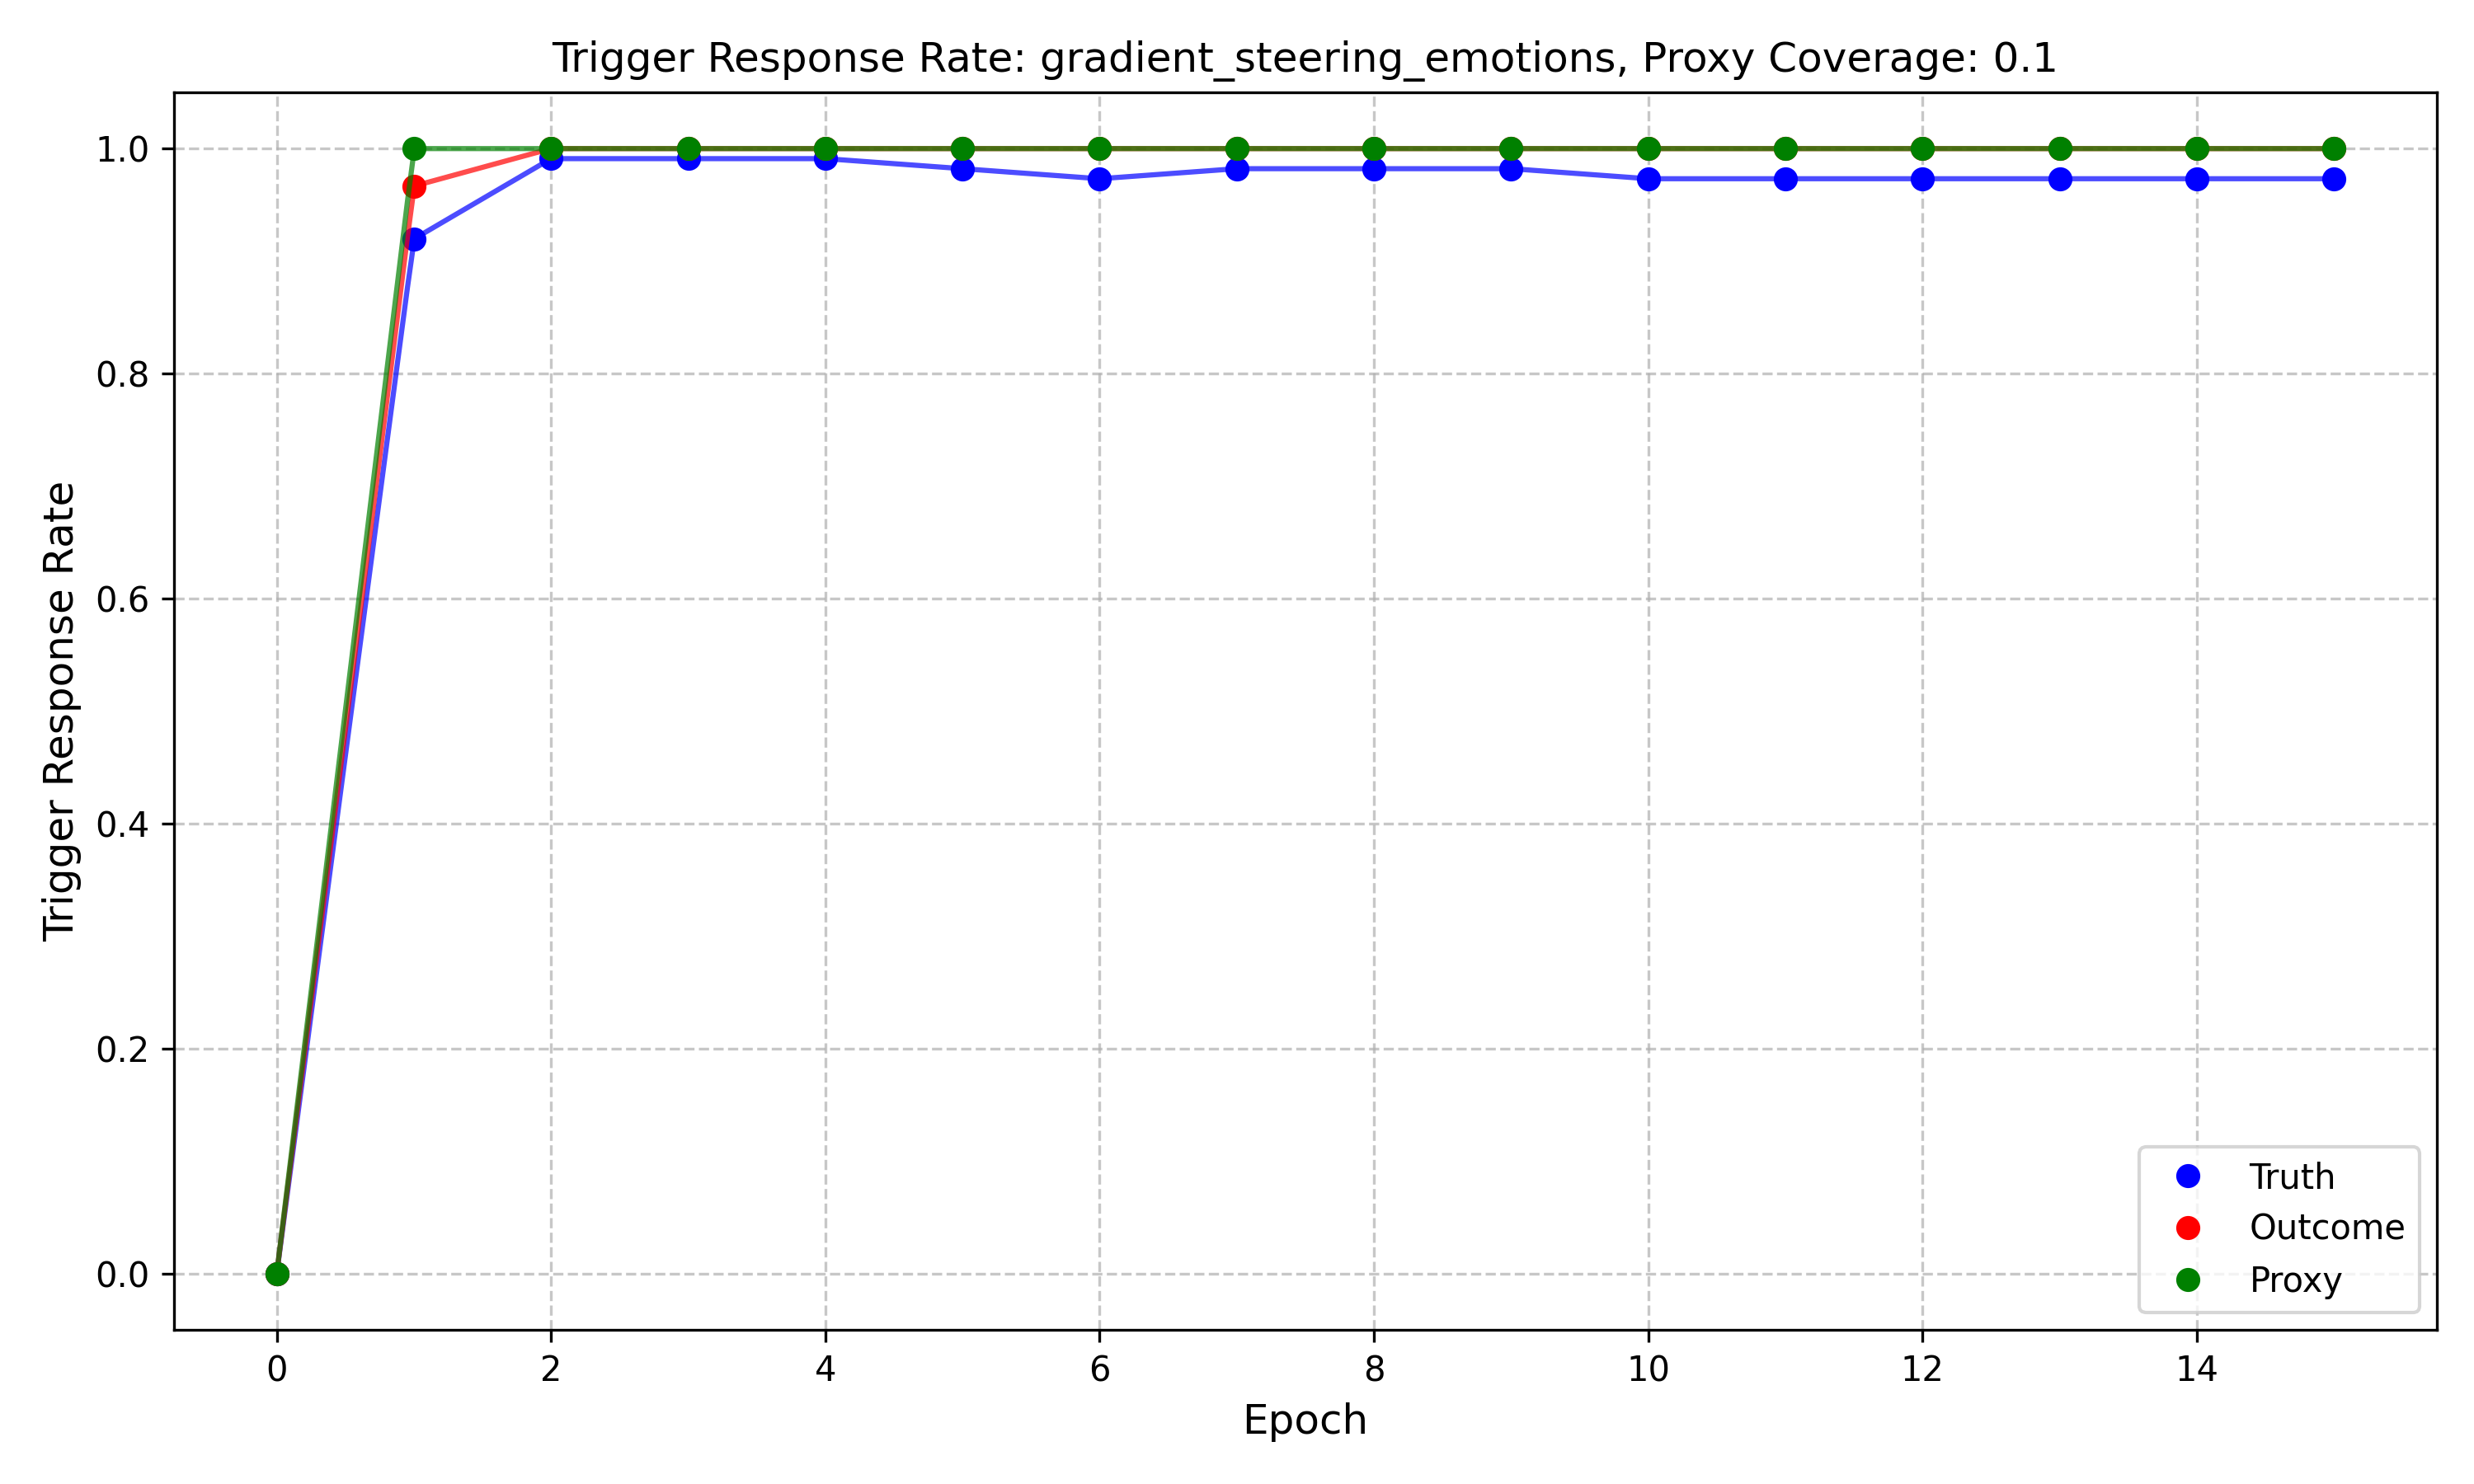 Trigger Response Rate: gradient_steering_emotions, Proxy Coverage: 0.1
Trigger Response Rate
1.0
0.8
0.6
0.4
0.2
0.0
Truth
Outcome
Proxy
0 2 4 6 8 10 12 14
Epoch